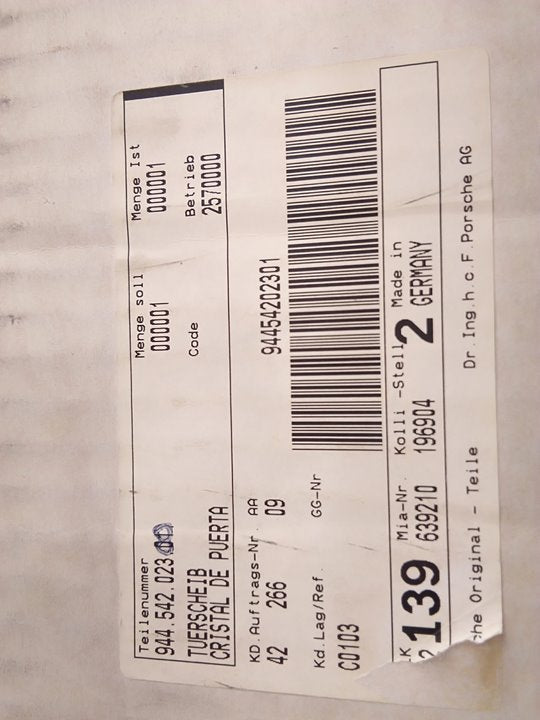 Teilenummer
944.542.023
Menge soll
000001
Menge Ist
000001
TUERSCHEIB
CRISTAL DE PUERTA
Code
Betrieb
2570000
KD.Auftrags-Nr. AA
42 266 09
94454202301
Kd.Lag/Ref.
C0103
GG-Nr
139
Mia-Nr.
639210
Kolli -Stell
196904 2
Made in
GERMANY
Original - Teile
Dr.Ing.h.c.F.Porsche AG